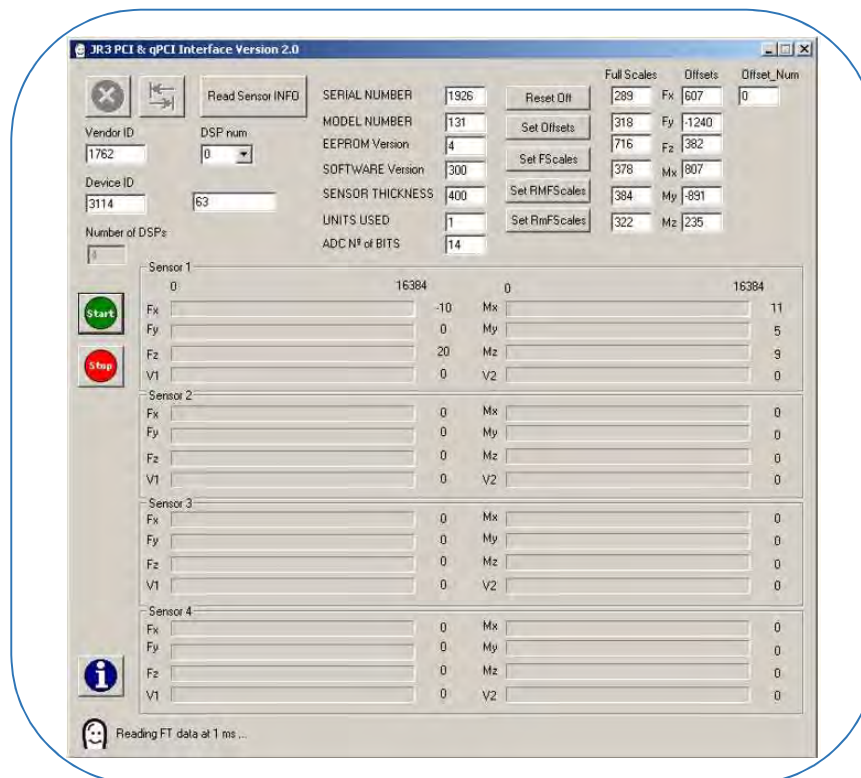 JR3 PCI & qPCI Interface Version 2.0
Full Scales Offsets Offset_Num
Read Sensor INFO SERIAL NUMBER 1926 Reset Off 289 Fx 607 0
Vendor ID DSP num MODEL NUMBER 131 Set Offsets 318 Fy -1240
1762 0 EEPROM Version 4 Set FScales 716 Fz 382
Device ID SOFTWARE Version 300 378 Mx 807
3114 63 SENSOR THICKNESS 400 Set RMFScales 384 My -891
Number of DSPs UNITS USED 1 Set RmFScales 322 Mz 235
4 ADC Nº of BITS 14
Sensor 1
0 16384 0 16384
Start
Fx -10 Mx 11
Fy 0 My 5
Fz 20 Mz 9
Stop
V1 0 V2 0
Sensor 2
Fx 0 Mx 0
Fy 0 My 0
Fz 0 Mz 0
V1 0 V2 0
Sensor 3
Fx 0 Mx 0
Fy 0 My 0
Fz 0 Mz 0
V1 0 V2 0
Sensor 4
Fx 0 Mx 0
Fy 0 My 0
Fz 0 Mz 0
V1 0 V2 0
i
Reading FT data at 1 ms ...